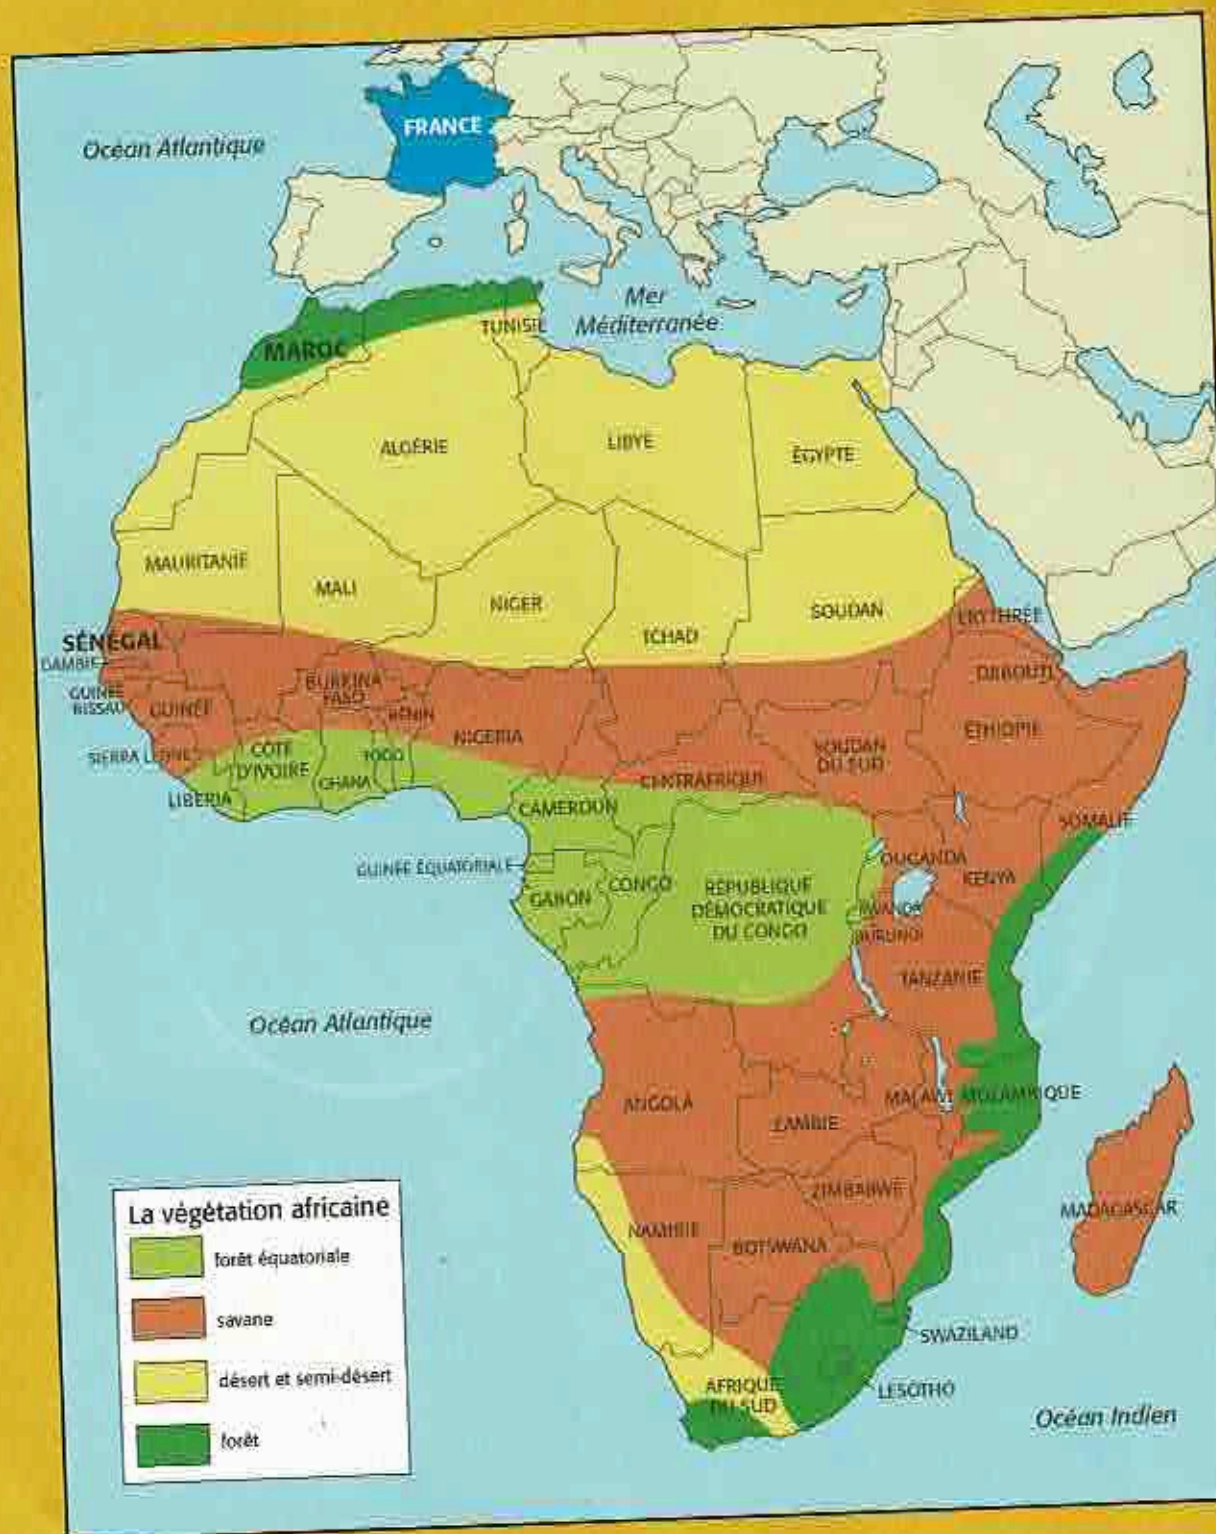 Océan Atlantique
FRANCE
Mer
Méditerranée
MAROC
TUNISIE
ALGÉRIE
LIBYE
ÉGYPTE
MAURITANIE
MALI
NIGER
TCHAD
SOUDAN
ERYTHRÉE
SÉNÉGAL
GAMBIE
GUINÉE
BISSAU
GUINÉE
BURKINA
FASO
BÉNIN
NIGERIA
DJIBOUTI
ÉTHIOPIE
SIERRA LEONE
CÔTE
D'IVOIRE
TOGO
GHANA
LIBERIA
CENTRAFRIQUE
SOUDAN
DU SUD
CAMEROUN
SOMALIE
GUINÉE ÉQUATORIALE
GABON
CONGO
RÉPUBLIQUE
DÉMOCRATIQUE
DU CONGO
OUGANDA
KENYA
RWANDA
BURUNDI
TANZANIE
Océan Atlantique
ANGOLA
ZAMBIE
MALAWI
MOZAMBIQUE
ZIMBABWE
MADAGASCAR
NAMIBIE
BOTSWANA
SWAZILAND
LESOTHO
AFRIQUE
DU SUD
Océan Indien
La végétation africaine
forêt équatoriale
savane
désert et semi-désert
forêt